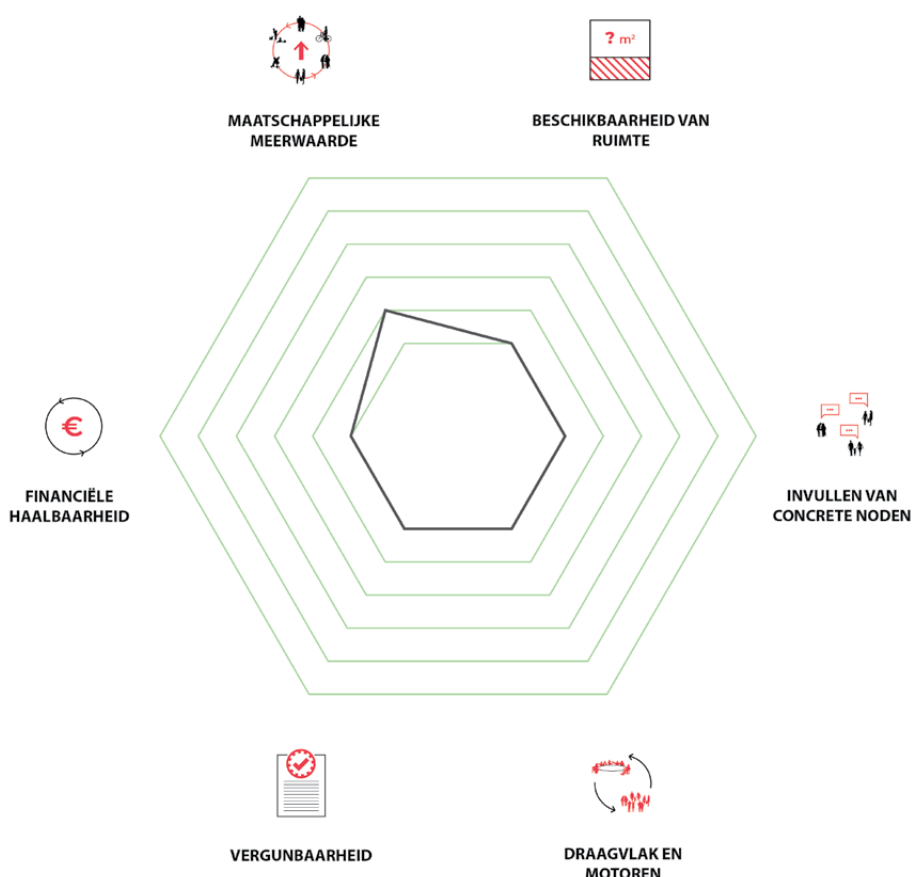 ? m²
MAATSCHAPPELIJKE
MEERWAARDE
BESCHIKBAARHEID VAN
RUIMTE
€
FINANCIËLE
HAALBAARHEID
...
...
...
INVULLEN VAN
CONCRETE NODEN
VERGUNBAARHEID
DRAAGVLAK EN
MOTOREN